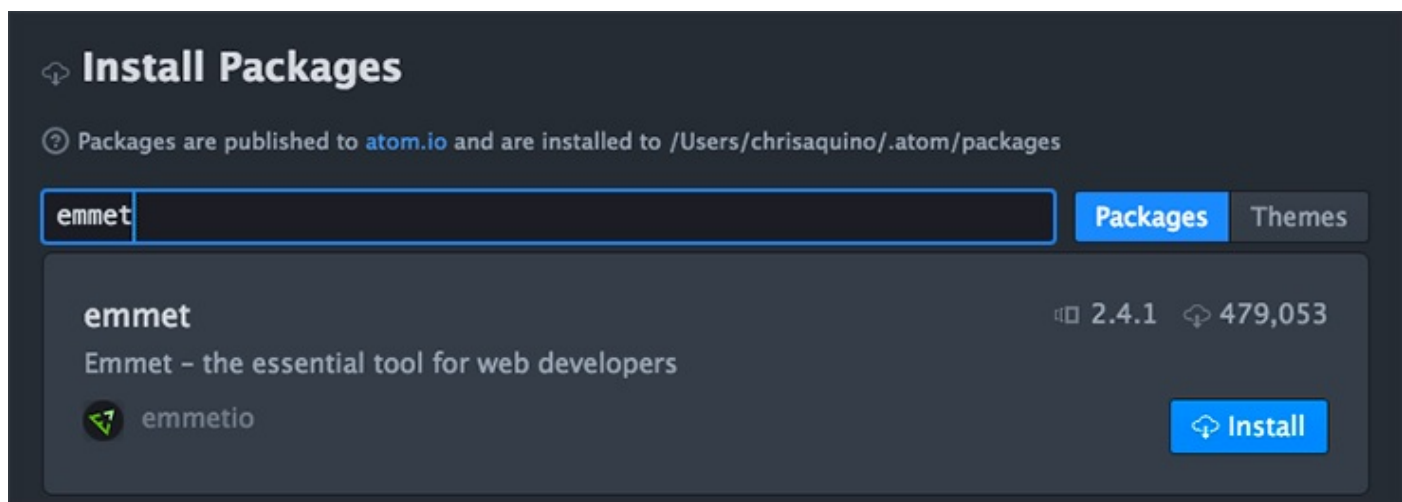 Install Packages
Packages are published to atom.io and are installed to /Users/chrisaquino/.atom/packages
emmet Packages Themes
emmet 2.4.1 479,053
Emmet – the essential tool for web developers
emmetio Install